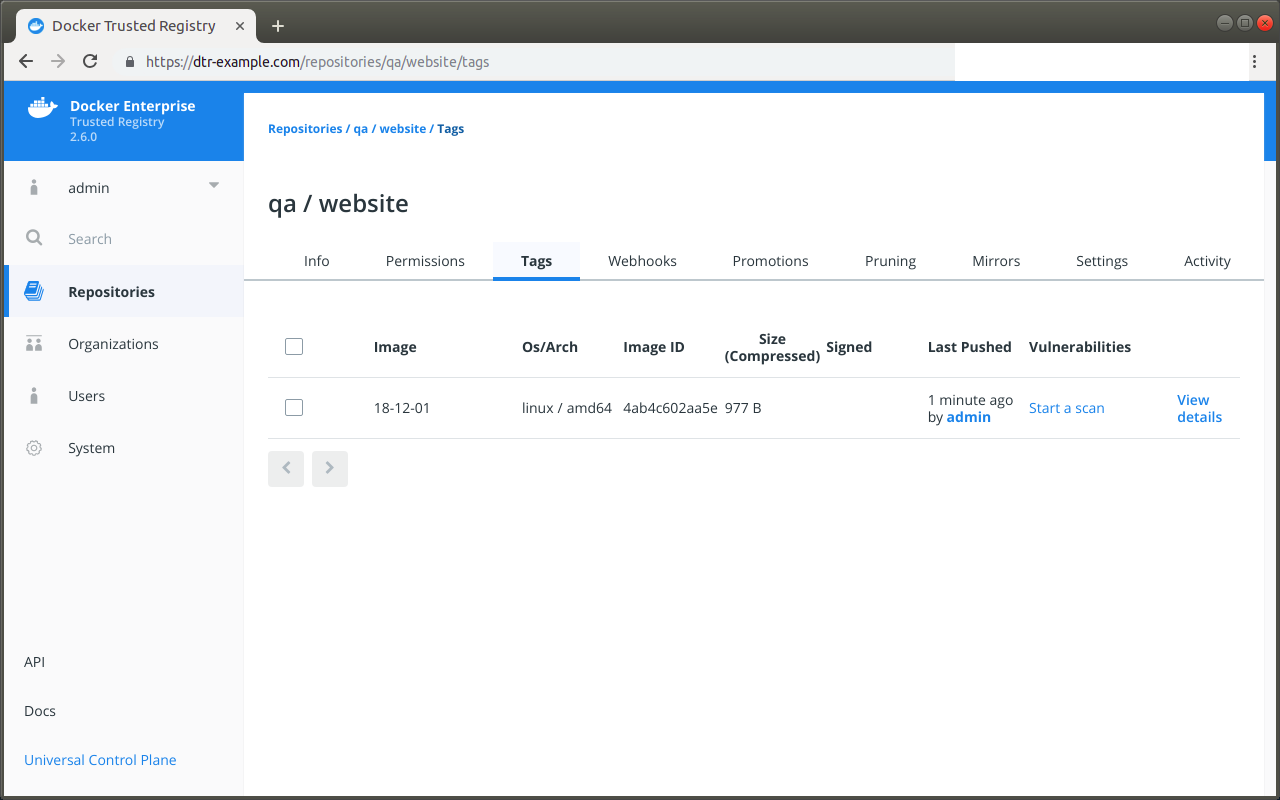 Docker Trusted Registry
https://dtr-example.com/repositories/qa/website/tags
Docker Enterprise
Trusted Registry
2.6.0
admin
Search
Repositories
Organizations
Users
System
API
Docs
Universal Control Plane
Repositories / qa / website / Tags
qa / website
Info Permissions Tags Webhooks Promotions Pruning Mirrors Settings Activity
Image Os/Arch Image ID Size (Compressed) Signed Last Pushed Vulnerabilities
18-12-01 linux / amd64 4ab4c602aa5e 977 B 1 minute ago by admin Start a scan View details